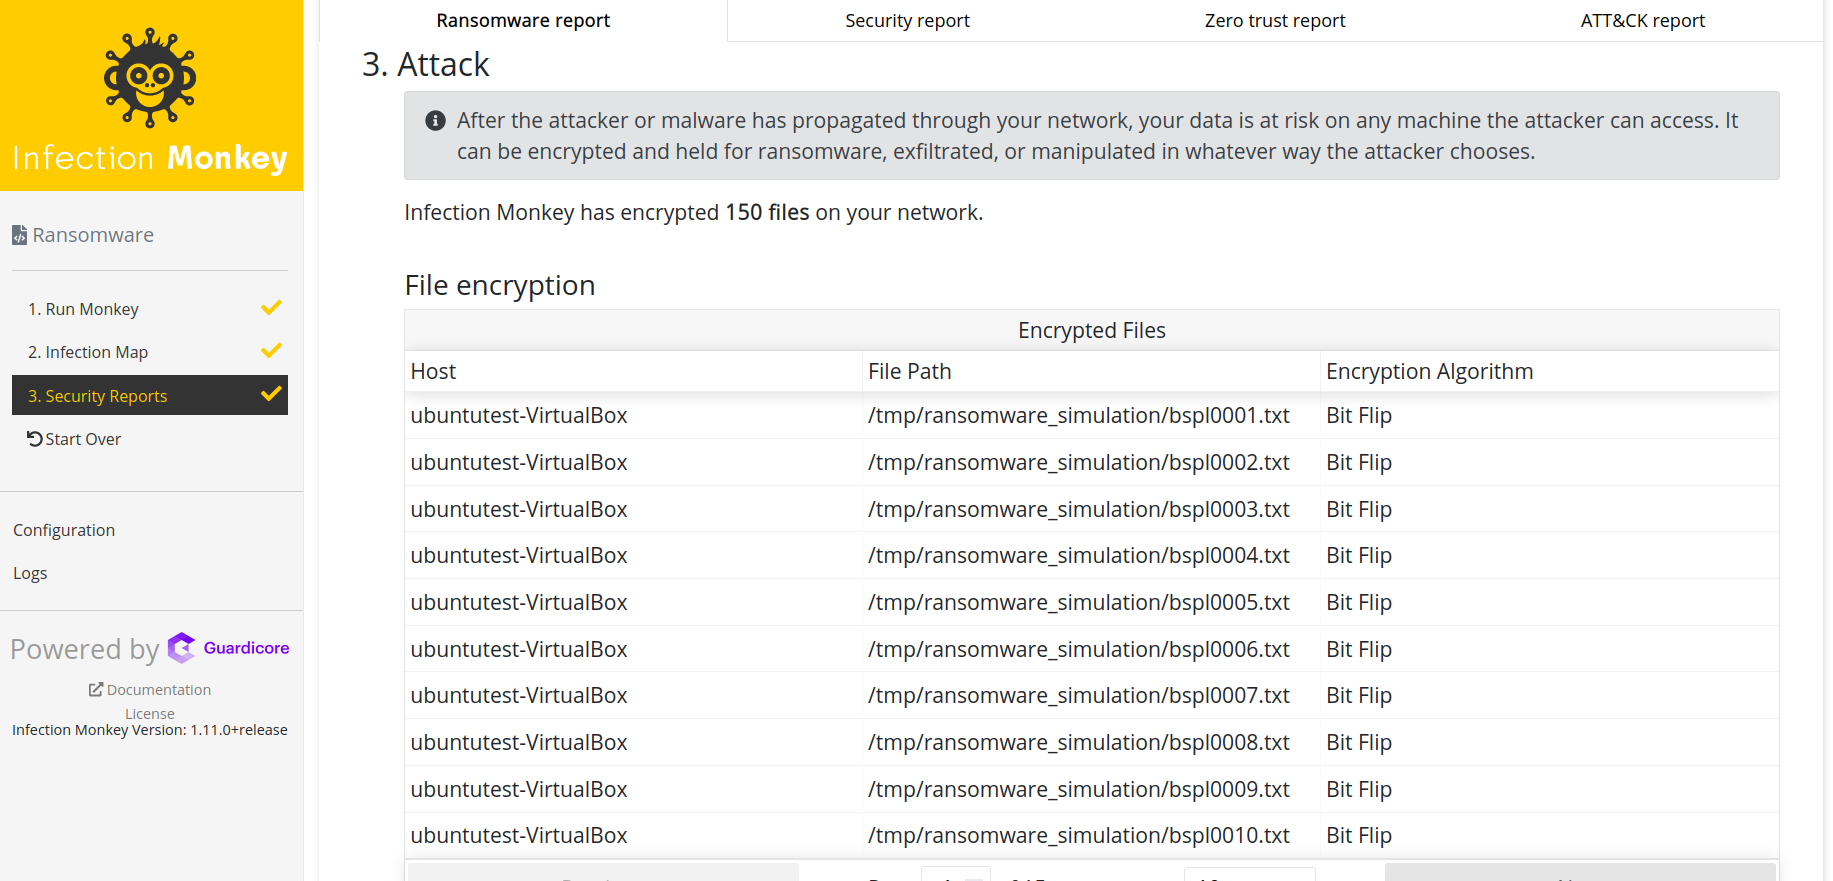 Infection Monkey
Ransomware
1. Run Monkey
2. Infection Map
3. Security Reports
Start Over
Configuration
Logs
Powered by Guardicore
Documentation
License
Infection Monkey Version: 1.11.0+release
Ransomware report
Security report
Zero trust report
ATT&CK report
3. Attack
After the attacker or malware has propagated through your network, your data is at risk on any machine the attacker can access. It
can be encrypted and held for ransomware, exfiltrated, or manipulated in whatever way the attacker chooses.
Infection Monkey has encrypted 150 files on your network.
File encryption
Encrypted Files
Host File Path Encryption Algorithm
ubuntutest-VirtualBox /tmp/ransomware_simulation/bspl0001.txt Bit Flip
ubuntutest-VirtualBox /tmp/ransomware_simulation/bspl0002.txt Bit Flip
ubuntutest-VirtualBox /tmp/ransomware_simulation/bspl0003.txt Bit Flip
ubuntutest-VirtualBox /tmp/ransomware_simulation/bspl0004.txt Bit Flip
ubuntutest-VirtualBox /tmp/ransomware_simulation/bspl0005.txt Bit Flip
ubuntutest-VirtualBox /tmp/ransomware_simulation/bspl0006.txt Bit Flip
ubuntutest-VirtualBox /tmp/ransomware_simulation/bspl0007.txt Bit Flip
ubuntutest-VirtualBox /tmp/ransomware_simulation/bspl0008.txt Bit Flip
ubuntutest-VirtualBox /tmp/ransomware_simulation/bspl0009.txt Bit Flip
ubuntutest-VirtualBox /tmp/ransomware_simulation/bspl0010.txt Bit Flip